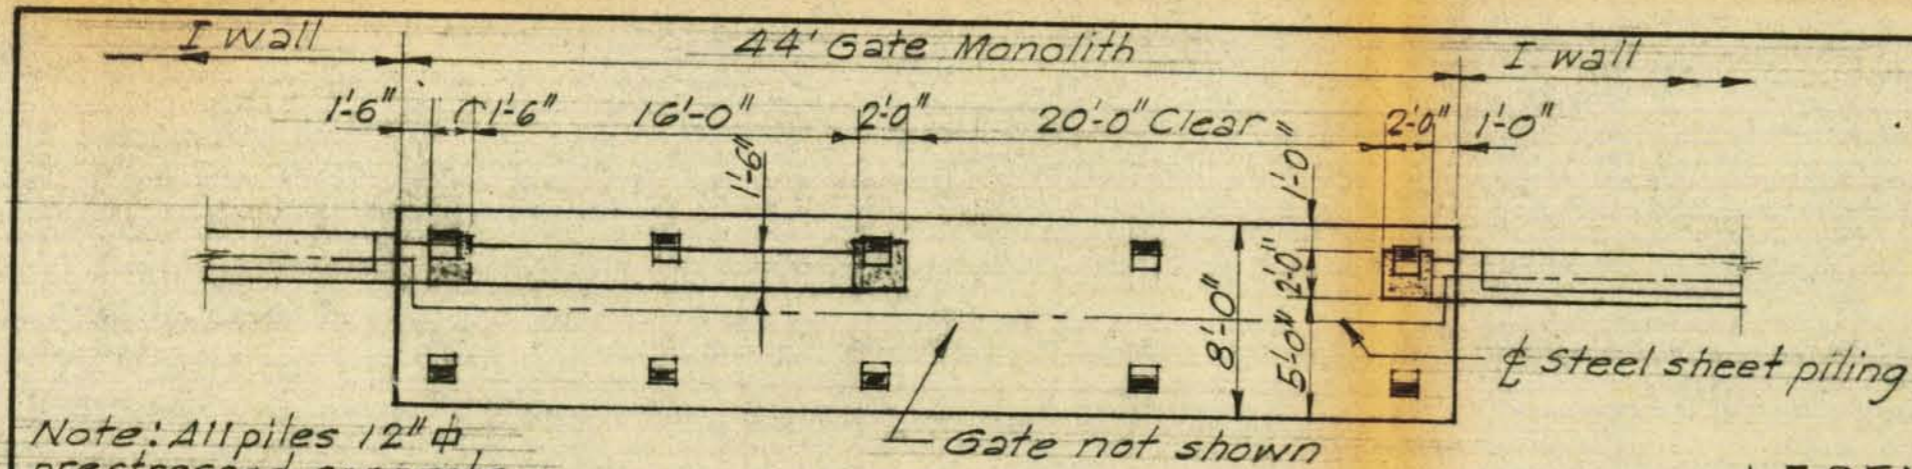 I wall
44' Gate Monolith
I wall
1'-6"
1'-6"
16'-0"
2'-0"
20'-0" Clear
2'-0"
1'-0"
1'-6"
1'-0"
2'-0"
5'-0"
8'-0"
℄ Steel sheet piling
Gate not shown
Note: All piles 12"
prestressed concrete